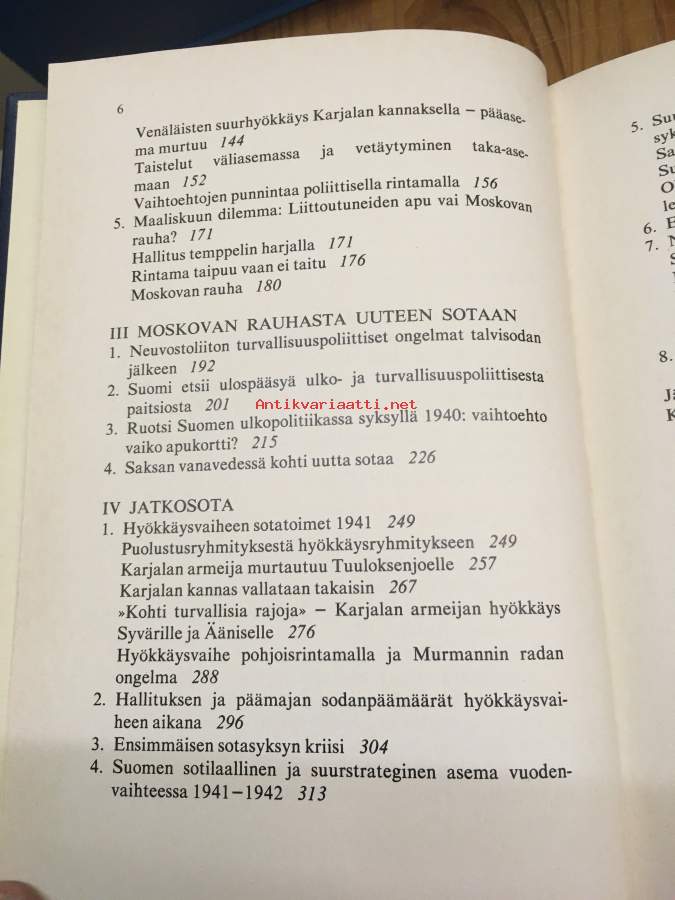 6
Venäläisten suurhyökkäys Karjalan kannaksella – pääase-
ma murtuu 144
Taistelut väliasemassa ja vetäytyminen taka-ase-
maan 152
Vaihtoehtojen punnintaa poliittisella rintamalla 156
5. Maaliskuun dilemma: Liittoutuneiden apu vai Moskovan
rauha? 171
Hallitus temppelin harjalla 171
Rintama taipuu vaan ei taitu 176
Moskovan rauha 180
III MOSKOVAN RAUHASTA UUTEEN SOTAAN
1. Neuvostoliiton turvallisuuspoliittiset ongelmat talvisodan
jälkeen 192
2. Suomi etsii ulospääsyä ulko- ja turvallisuuspoliittisesta
paitsiosta 201
Antikvariaatti.net
3. Ruotsi Suomen ulkopolitiikassa syksyllä 1940: vaihtoehto
vaiko apukortti? 215
4. Saksan vanavedessä kohti uutta sotaa 226
IV JATKOSOTA
1. Hyökkäysvaiheen sotatoimet 1941 249
Puolustusryhmityksestä hyökkäysryhmitykseen 249
Karjalan armeija murtautuu Tuuloksenjoelle 257
Karjalan kannas vallataan takaisin 267
»Kohti turvallisia rajoja» – Karjalan armeijan hyökkäys
Syvärille ja Ääniselle 276
Hyökkäysvaihe pohjoisrintamalla ja Murmannin radan
ongelma 288
2. Hallituksen ja päämajan sodanpäämäärät hyökkäysvai-
heen aikana 296
3. Ensimmäisen sotasyksyn kriisi 304
4. Suomen sotilaallinen ja suurstrateginen asema vuoden-
vaihteessa 1941–1942 313
5.
6.
7.
8.